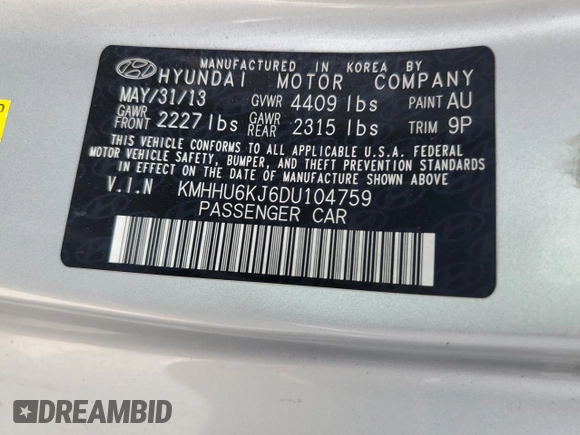 MANUFACTURED IN KOREA BY
HYUNDAI MOTOR COMPANY
MAY/31/13 GVWR 4409 lbs PAINT AU
GAWR FRONT 2227 lbs GAWR REAR 2315 lbs TRIM 9P
THIS VEHICLE CONFORMS TO ALL APPLICABLE U.S.A. FEDERAL
MOTOR VEHICLE SAFETY, BUMPER, AND THEFT PREVENTION STANDARDS
IN EFFECT ON THE DATE OF MANUFACTURE SHOWN ABOVE.
V.I.N KMHHU6KJ6DU104759
PASSENGER CAR
DREAMBID